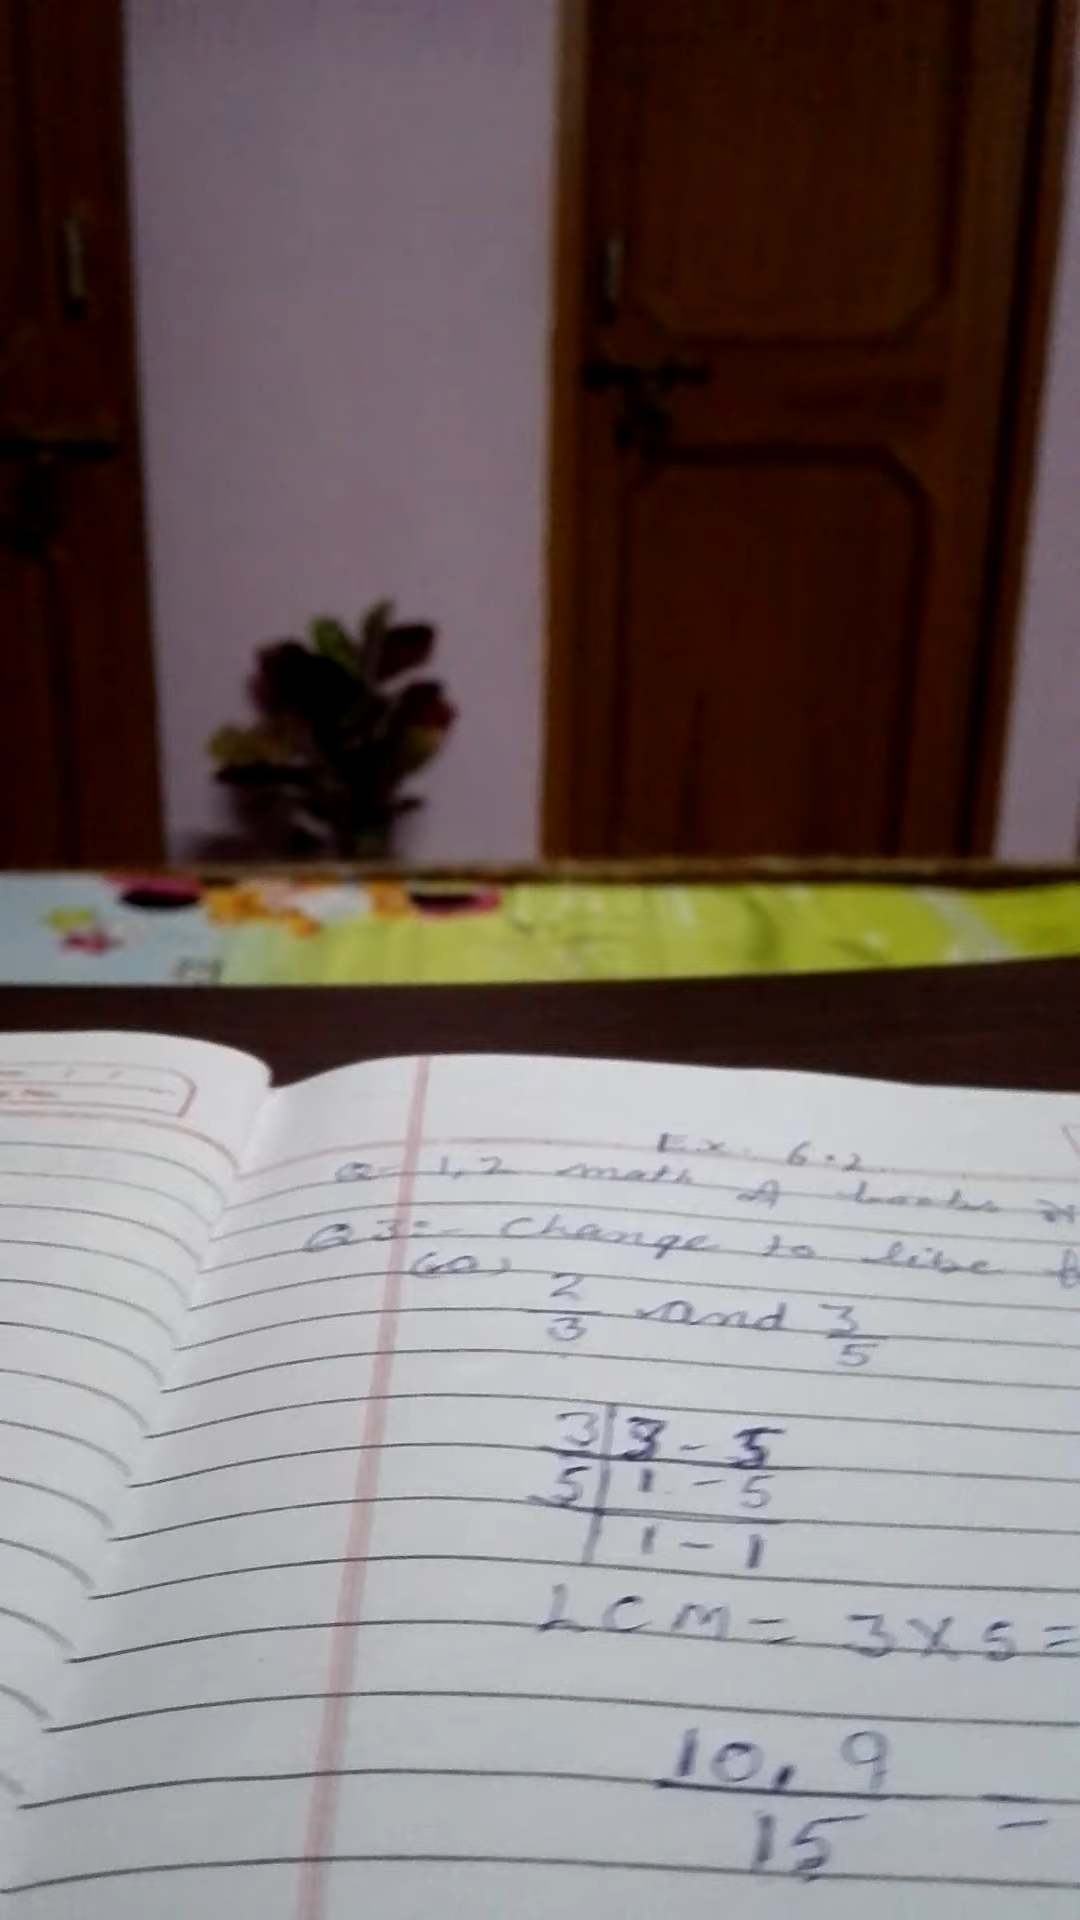 Ex. 6.2
Q- 1,2 math A book
Q3:- Change to like
(a)
2/3 and 3/5
3 | 3 - 5
5 | 1 - 5
| 1 - 1
LCM = 3 X 5 =
10, 9
15 =